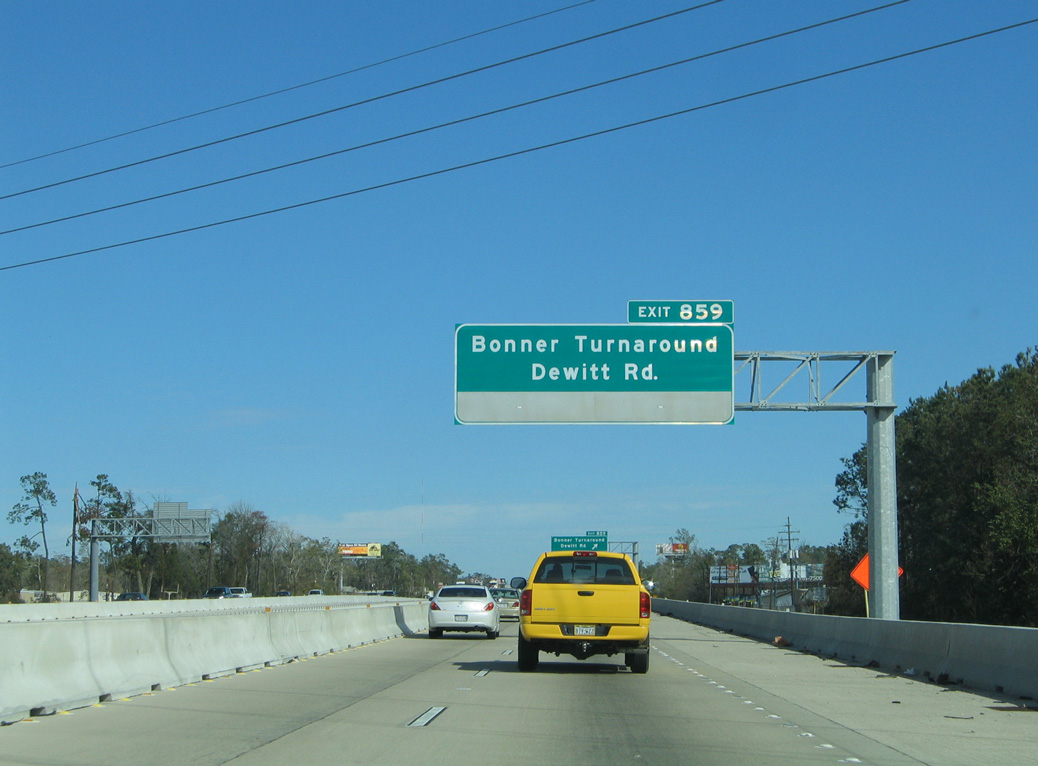 EXIT 859
Bonner Turnaround
Dewitt Rd.
Bonner Turnaround
Dewitt Rd